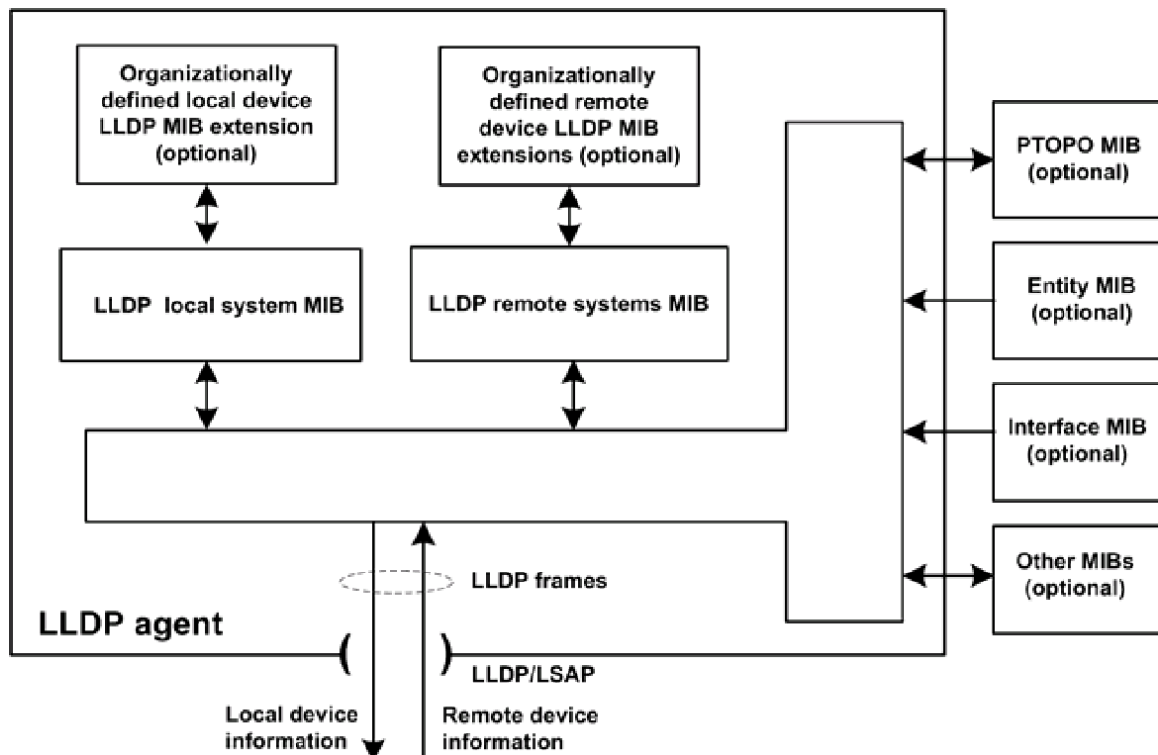 Organizationally
defined local device
LLDP MIB extension
(optional)
Organizationally
defined remote
device LLDP MIB
extensions (optional)
PTOPO MIB
(optional)
LLDP local system MIB
LLDP remote systems MIB
Entity MIB
(optional)
Interface MIB
(optional)
Other MIBs
(optional)
LLDP frames
LLDP agent
LLDP/LSAP
Local device
information
Remote device
information